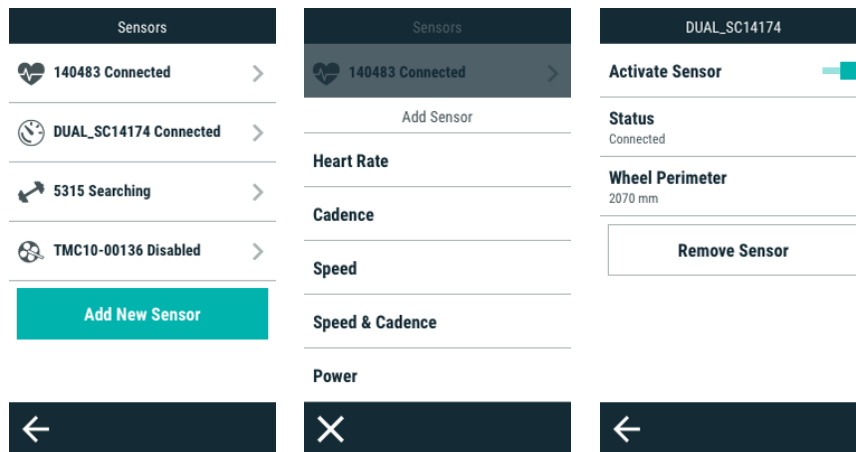 Sensors
140483 Connected
DUAL_SC14174 Connected
5315 Searching
TMC10-00136 Disabled
Add New Sensor
Sensors
140483 Connected
Add Sensor
Heart Rate
Cadence
Speed
Speed & Cadence
Power
DUAL_SC14174
Activate Sensor
Status
Connected
Wheel Perimeter
2070 mm
Remove Sensor